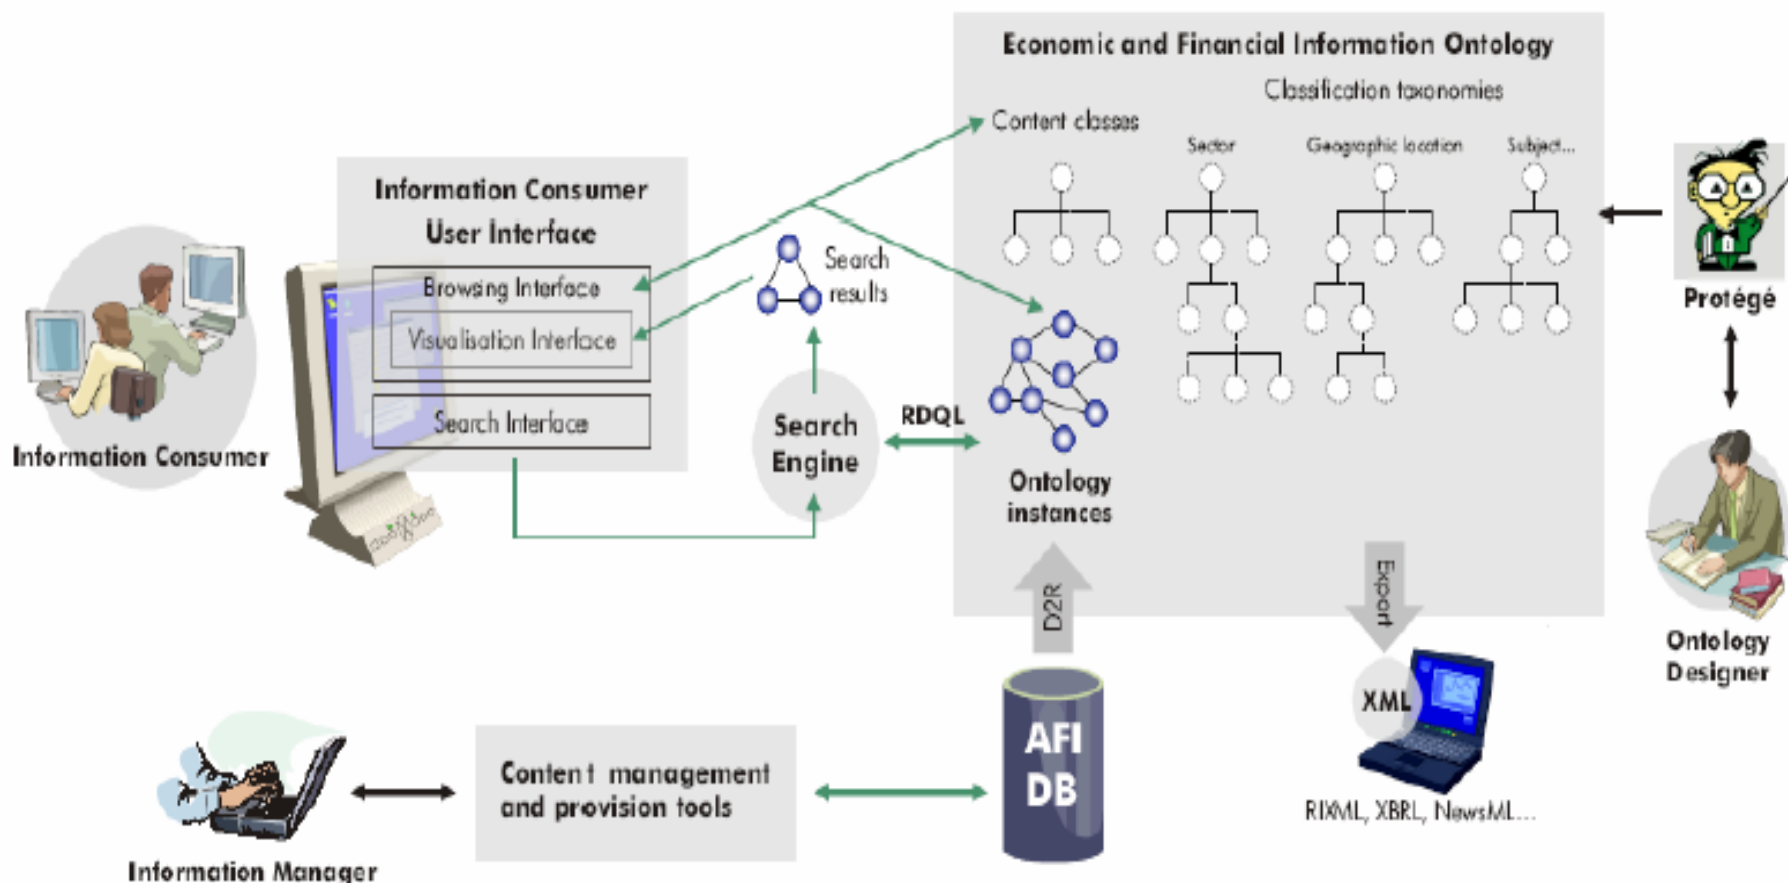 Economic and Financial Information Ontology
Classification taxonomies
Content classes
Sector
Geographic location
Subject...
Information Consumer
User Interface
Browsing Interface
Visualisation Interface
Search Interface
Search
results
Search
Engine
RDQL
Ontology
instances
Protégé
Information Consumer
D2R
Export
Ontology
Designer
XML
AFI
DB
RIXML, XBRL, NewsML...
Content management
and provision tools
Information Manager